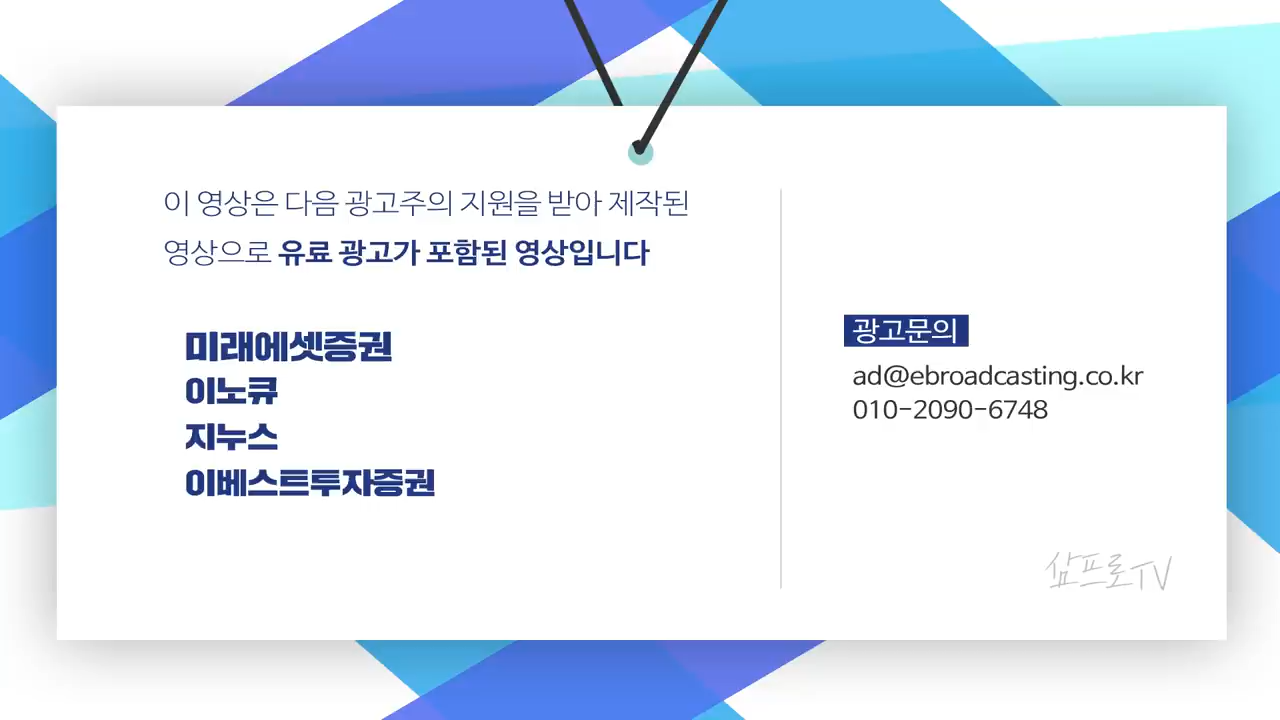 이 영상은 다음 광고주의 지원을 받아 제작된
영상으로 유료 광고가 포함된 영상입니다
미래에셋증권
이노큐
지누스
이베스트투자증권
광고문의
ad@ebroadcasting.co.kr
010-2090-6748
삼프로TV